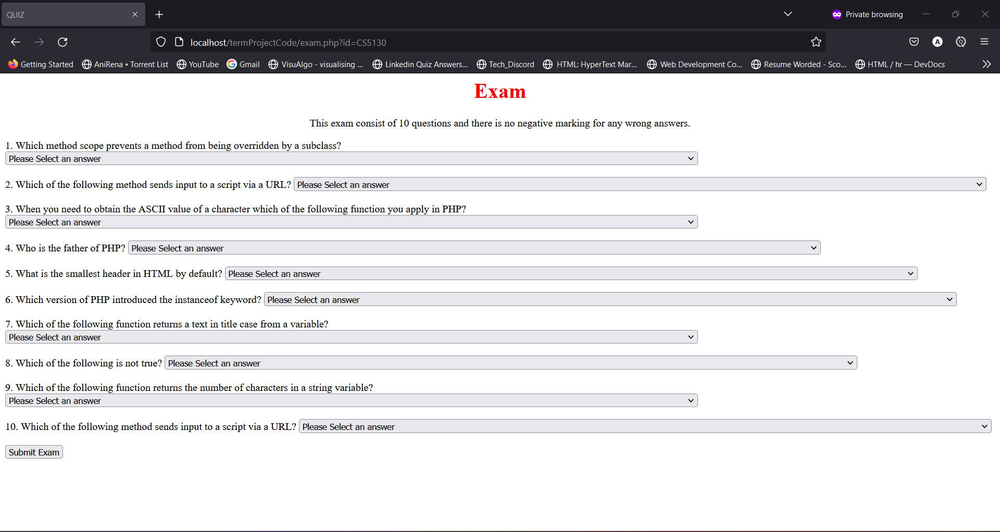 QUIZ
Private browsing
localhost/termProjectCode/exam.php?id=CS5130
A
Getting Started AniRena • Torrent List YouTube Gmail VisuAlgo - visualising ... Linkedin Quiz Answers... Tech_Discord HTML: HyperText Mar... Web Development Co... Resume Worded - Sco... HTML / hr — DevDocs
Exam
This exam consist of 10 questions and there is no negative marking for any wrong answers.
1. Which method scope prevents a method from being overridden by a subclass?
Please Select an answer
2. Which of the following method sends input to a script via a URL? Please Select an answer
3. When you need to obtain the ASCII value of a character which of the following function you apply in PHP?
Please Select an answer
4. Who is the father of PHP? Please Select an answer
5. What is the smallest header in HTML by default? Please Select an answer
6. Which version of PHP introduced the instanceof keyword? Please Select an answer
7. Which of the following function returns a text in title case from a variable?
Please Select an answer
8. Which of the following is not true? Please Select an answer
9. Which of the following function returns the number of characters in a string variable?
Please Select an answer
10. Which of the following method sends input to a script via a URL? Please Select an answer
Submit Exam